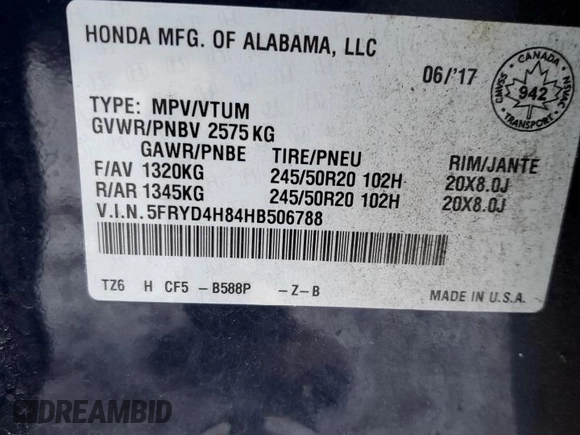 HONDA MFG. OF ALABAMA, LLC
06/'17
CANADA
CMVSS
NSVAC
942
TRANSPORT
TYPE: MPV/VTUM
GVWR/PNBV 2575KG
GAWR/PNBE TIRE/PNEU RIM/JANTE
F/AV 1320KG 245/50R20 102H 20X8.0J
R/AR 1345KG 245/50R20 102H 20X8.0J
V.I.N.5FRYD4H84HB506788
TZ6 H CF5 -B588P -Z-B MADE IN U.S.A.
DREAMBID